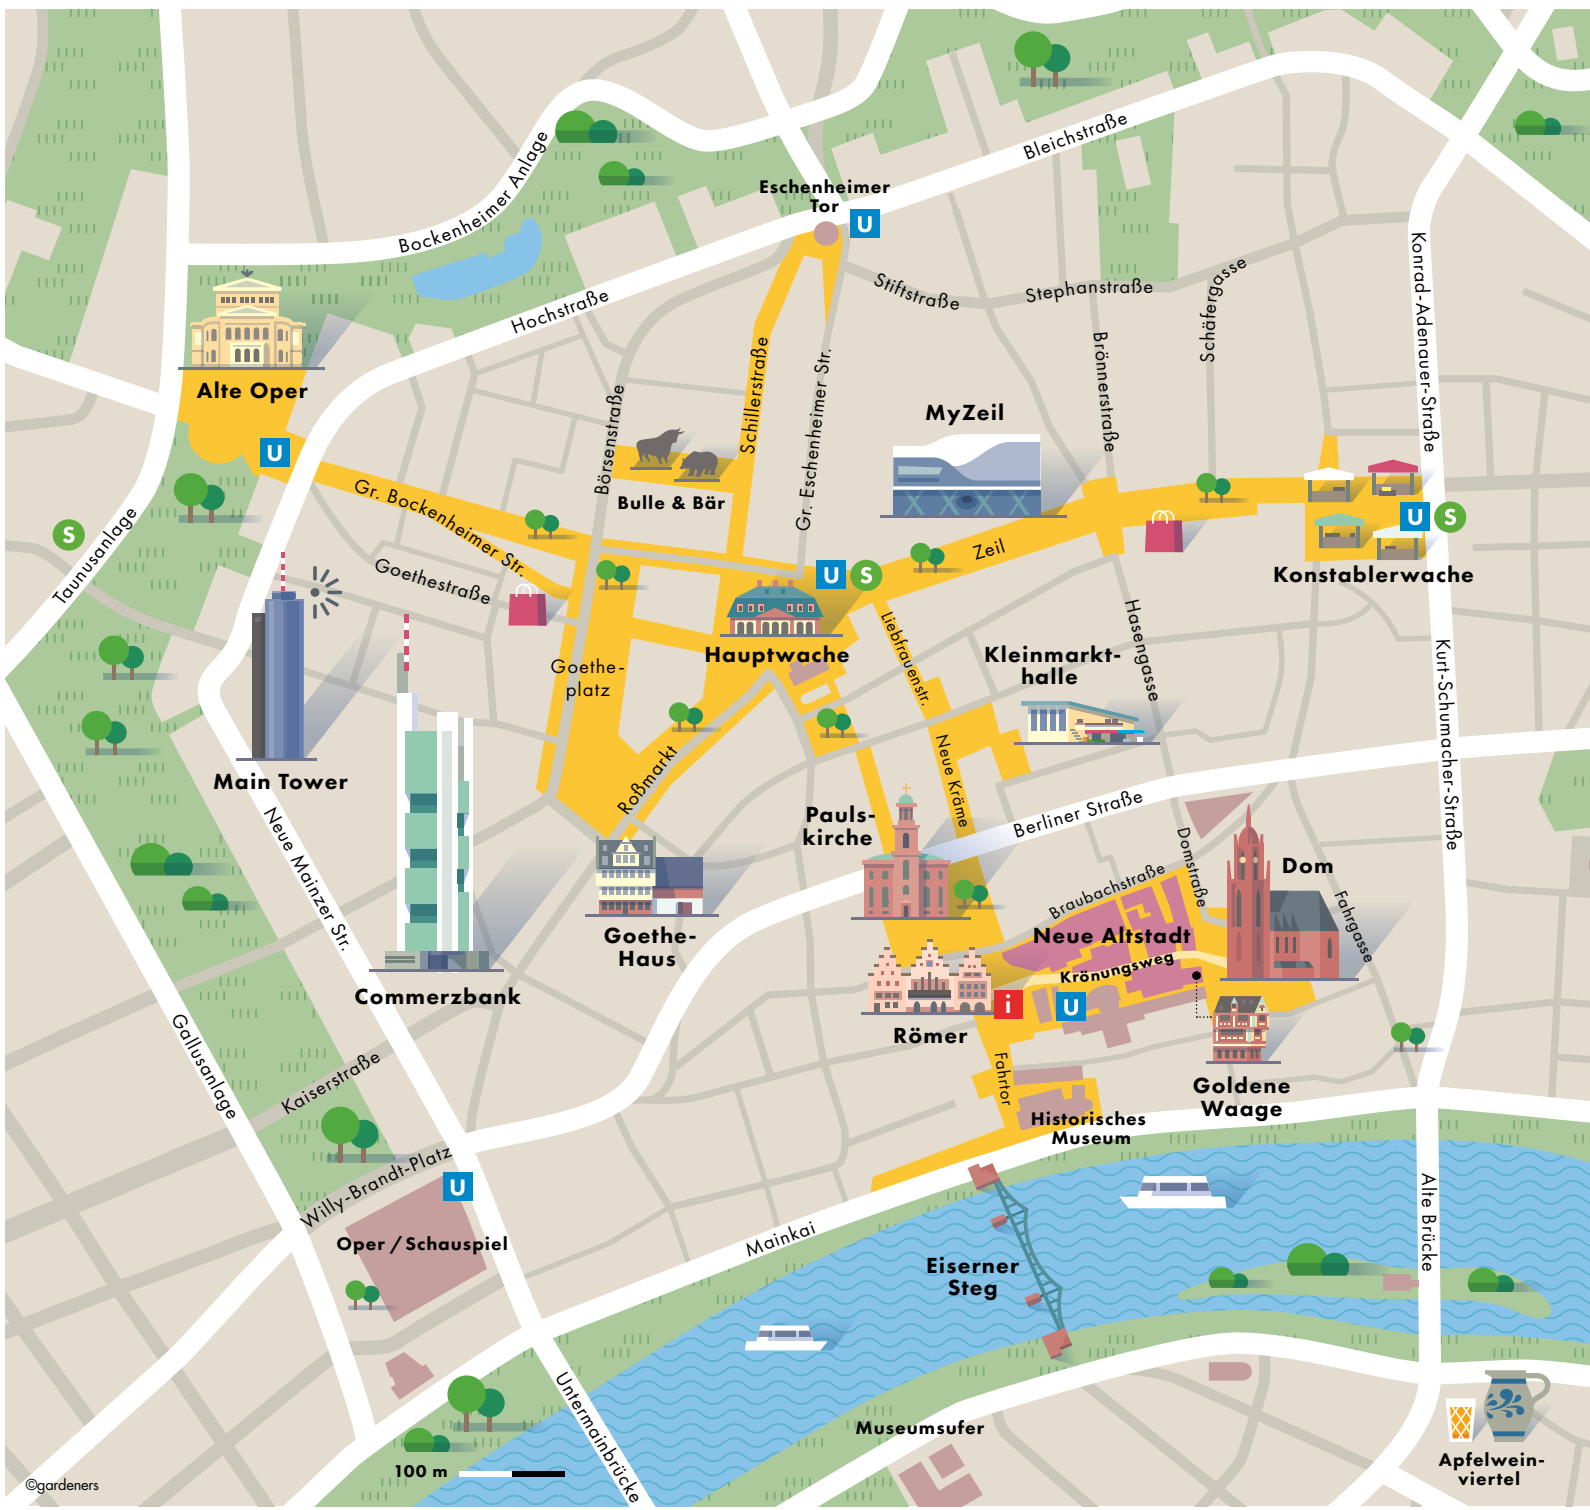 Bleichstraße
Eschenheimer
Tor
U
Bockenheimer Anlage
Hochstraße
Stiftstraße
Stephanstraße
Schäfergasse
Konrad-Adenauer-Straße
Alte Oper
U
Börsenstraße
Schillerstraße
Gr. Eschenheimer Str.
MyZeil
Brönnerstraße
Bulle & Bär
Gr. Bockenheimer Str.
S
Taunusanlage
Goethestraße
Zeil
U
S
U
S
Konstablerwache
Hauptwache
Liebfrauenstr.
Hasengasse
Kleinmarkt-
halle
Goethe-
platz
Kurt-Schumacher-Straße
Main Tower
Roßmarkt
Neue Kräme
Pauls-
kirche
Berliner Straße
Neue Mainzer Str.
Domstraße
Dom
Braubachstraße
Fahrgasse
Goethe-
Haus
Neue Altstadt
Krönungsweg
Commerzbank
i
U
Römer
Gallusanlage
Kaiserstraße
Fahrtor
Goldene
Waage
Historisches
Museum
Willy-Brandt-Platz
U
Oper / Schauspiel
Mainkai
Alte Brücke
Eiserner
Steg
Untermainbrücke
Museumsufer
100 m
Apfelwein-
viertel
©gardeners